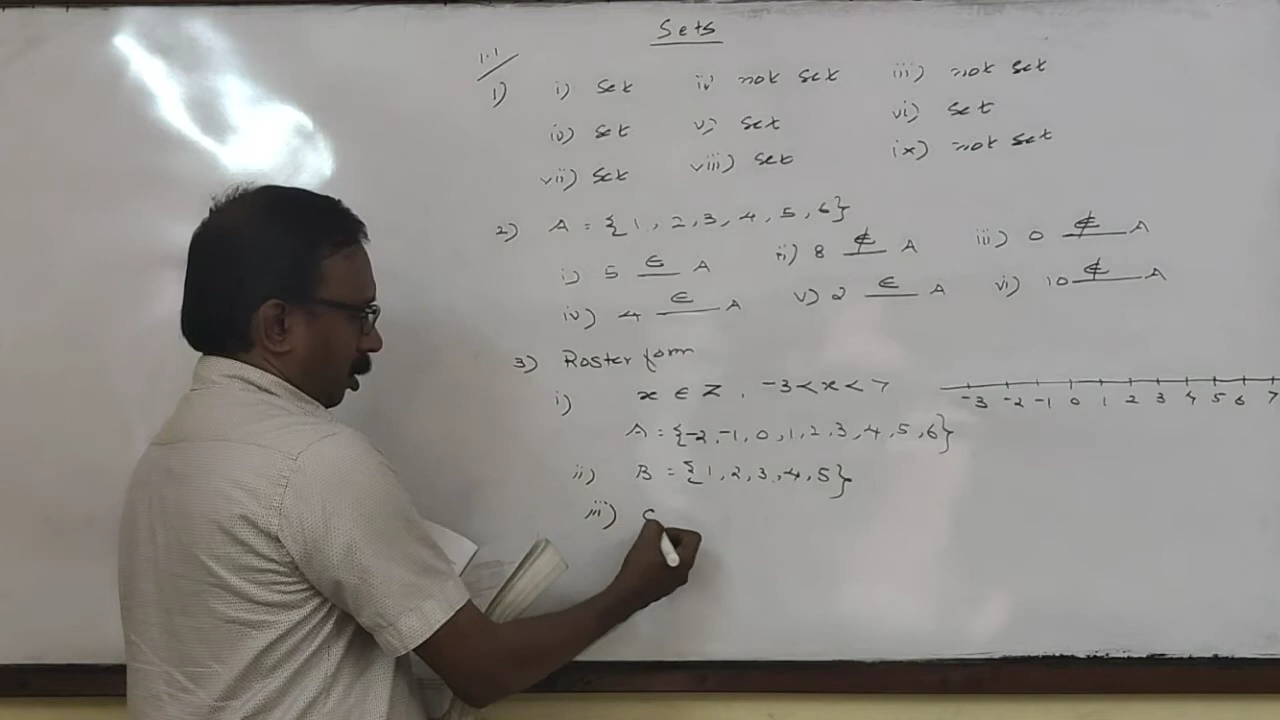 Sets
1.1
1) i) set ii) not set iii) not set
iv) set v) set vi) set
vii) set viii) set ix) not set
2) A = {1, 2, 3, 4, 5, 6}
i) 5 ∈ A ii) 8 ∉ A iii) 0 ∉ A
iv) 4 ∈ A v) 2 ∈ A vi) 10 ∉ A
3) Roster form
i) x ∈ Z, -3 < x < 7
-3 -2 -1 0 1 2 3 4 5 6 7
A = {-2, -1, 0, 1, 2, 3, 4, 5, 6}
ii) B = {1, 2, 3, 4, 5}
iii) C